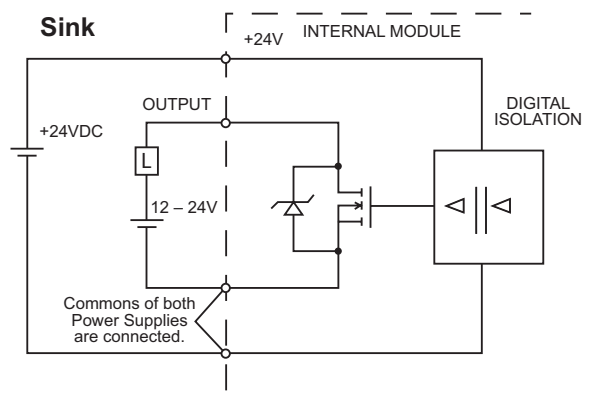 Sink
+24V
INTERNAL MODULE
OUTPUT
DIGITAL
ISOLATION
+24VDC
L
12 – 24V
Commons of both
Power Supplies
are connected.